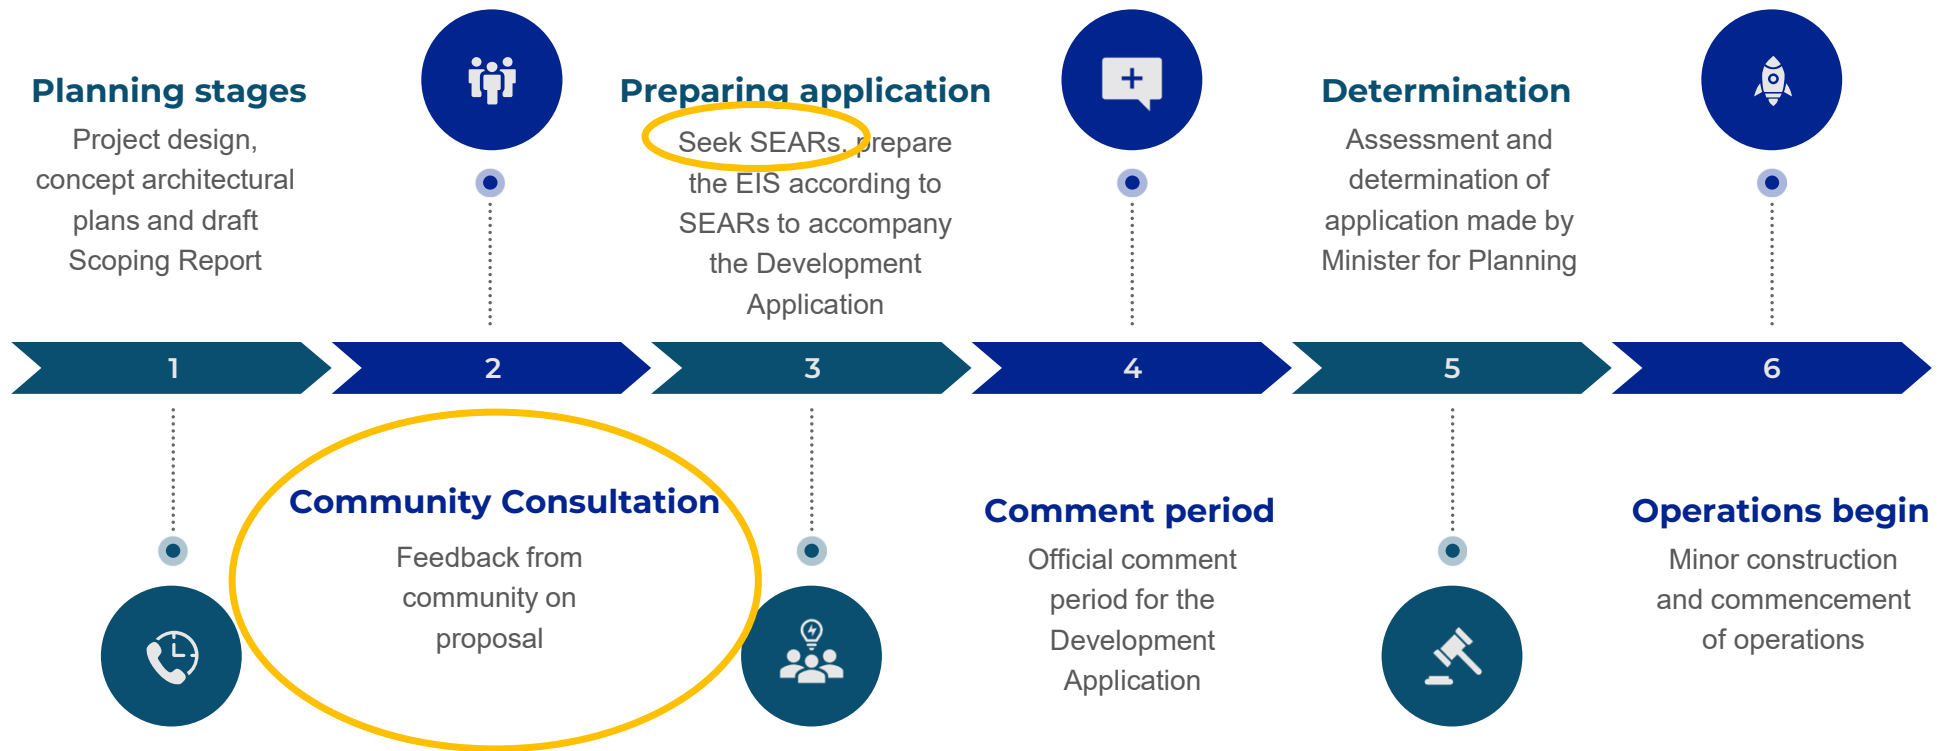 Planning stages
Project design,
concept architectural
plans and draft
Scoping Report
Preparing application
Seek SEARs, prepare
the EIS according to
SEARs to accompany
the Development
Application
Determination
Assessment and
determination of
application made by
Minister for Planning
1
2
3
4
5
6
Community Consultation
Feedback from
community on
proposal
Comment period
Official comment
period for the
Development
Application
Operations begin
Minor construction
and commencement
of operations